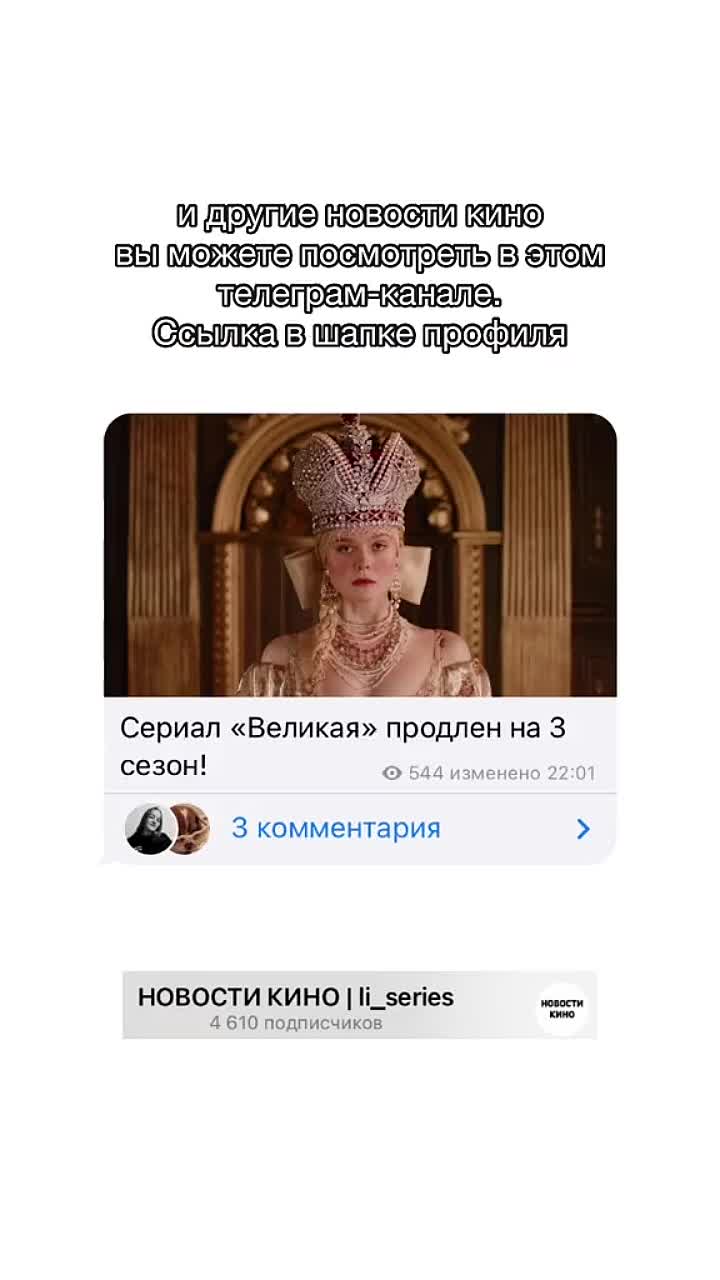 и другие новости кино
вы можете посмотреть в этом
телеграм-канале.
Ссылка в шапке профиля
Сериал «Великая» продлен на 3
сезон!
544 изменено 22:01
3 комментария
НОВОСТИ КИНО | li_series
4 610 подписчиков
НОВОСТИ
КИНО